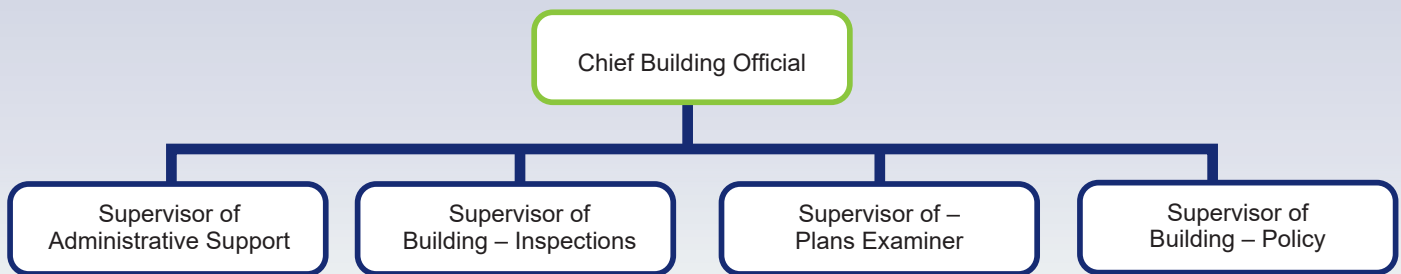 Chief Building Official
Supervisor of
Administrative Support
Supervisor of
Building – Inspections
Supervisor of –
Plans Examiner
Supervisor of
Building – Policy